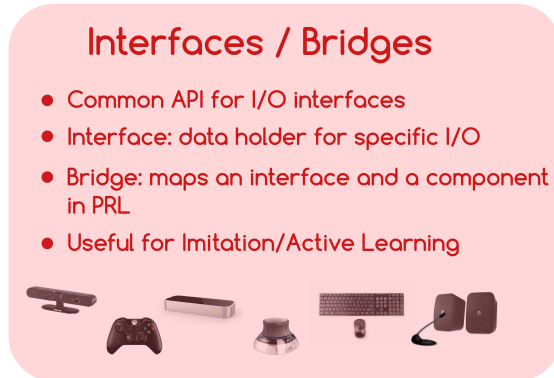 Interfaces / Bridges
● Common API for I/O interfaces
● Interface: data holder for specific I/O
● Bridge: maps an interface and a component
in PRL
● Useful for Imitation/Active Learning